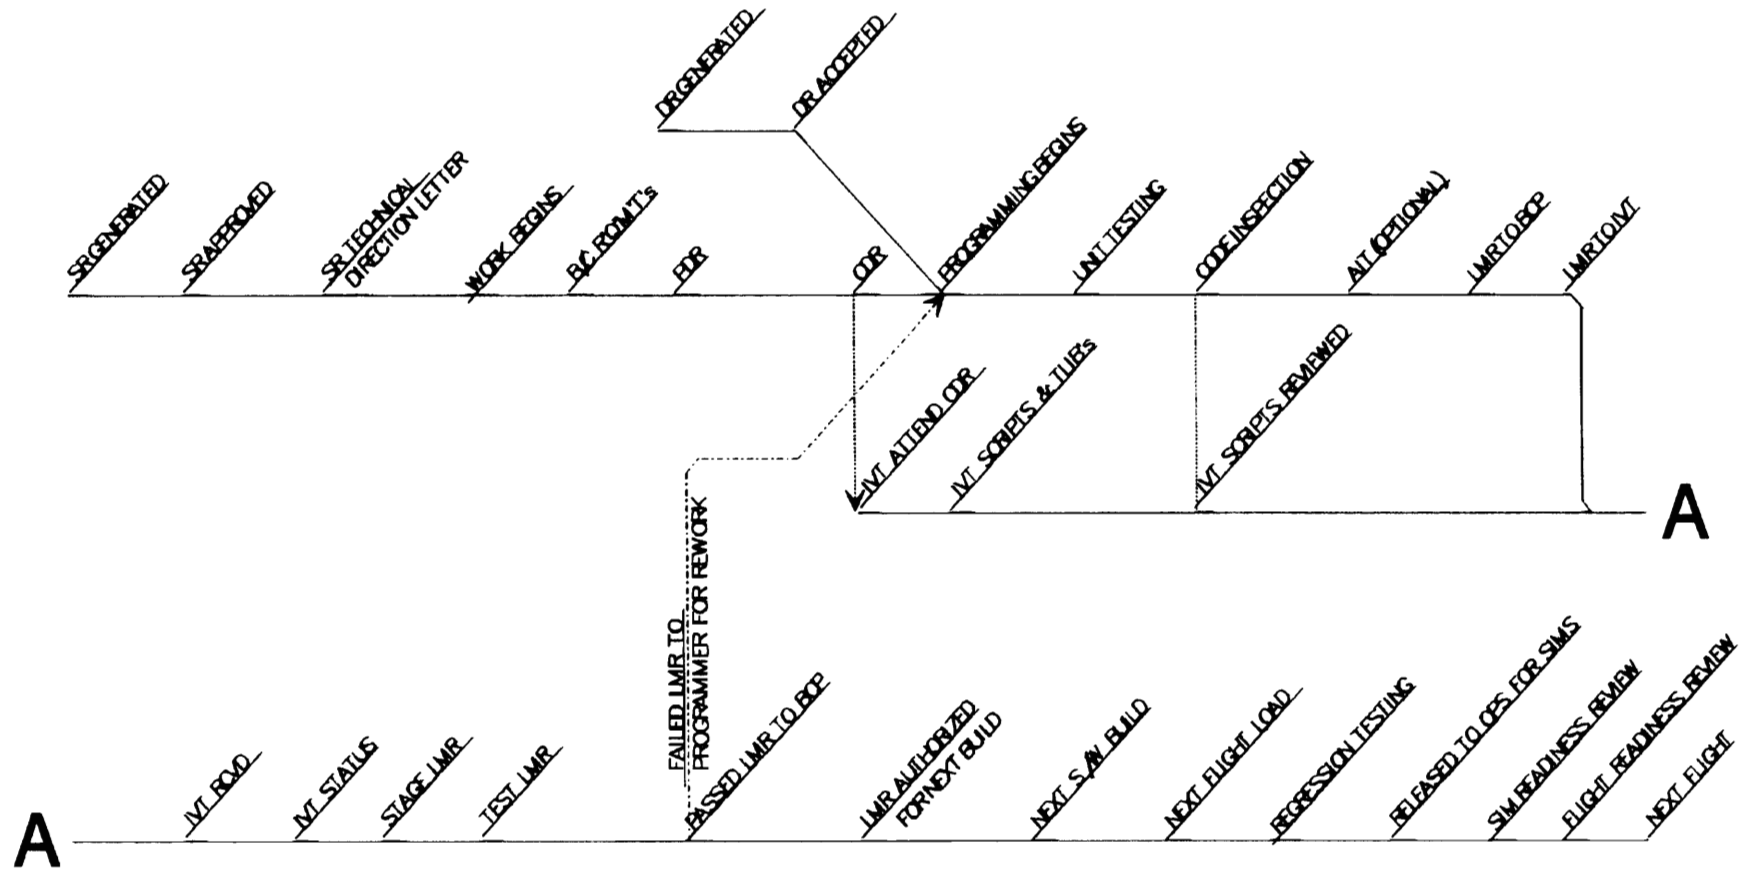 DR GENERATED
DR ACCEPTED
SR GENERATED
SR APPROVED
SR TECHNICAL
DIRECTION LETTER
WORK BEGINS
B/C RQMT's
PDR
CDR
PROGRAMMING BEGINS
UNIT TESTING
CODE INSPECTION
AIT (OPTIONAL)
LMR TO BCP
LMR TO IVT
IVT ATTEND CDR
IVT SCRIPTS & TLIB's
IVT SCRIPTS REVIEWED
A
FAILED LMR TO
PROGRAMMER FOR REWORK
A
IVT RCVD
IVT STATUS
STAGE LMR
TEST LMR
PASSED LMR TO BCP
LMR AUTHORIZED
FOR NEXT BUILD
NEXT S/W BUILD
NEXT FLIGHT LOAD
REGRESSION TESTING
RELEASED TO OPS FOR SIMS
SIM READINESS REVIEW
FLIGHT READINESS REVIEW
NEXT FLIGHT